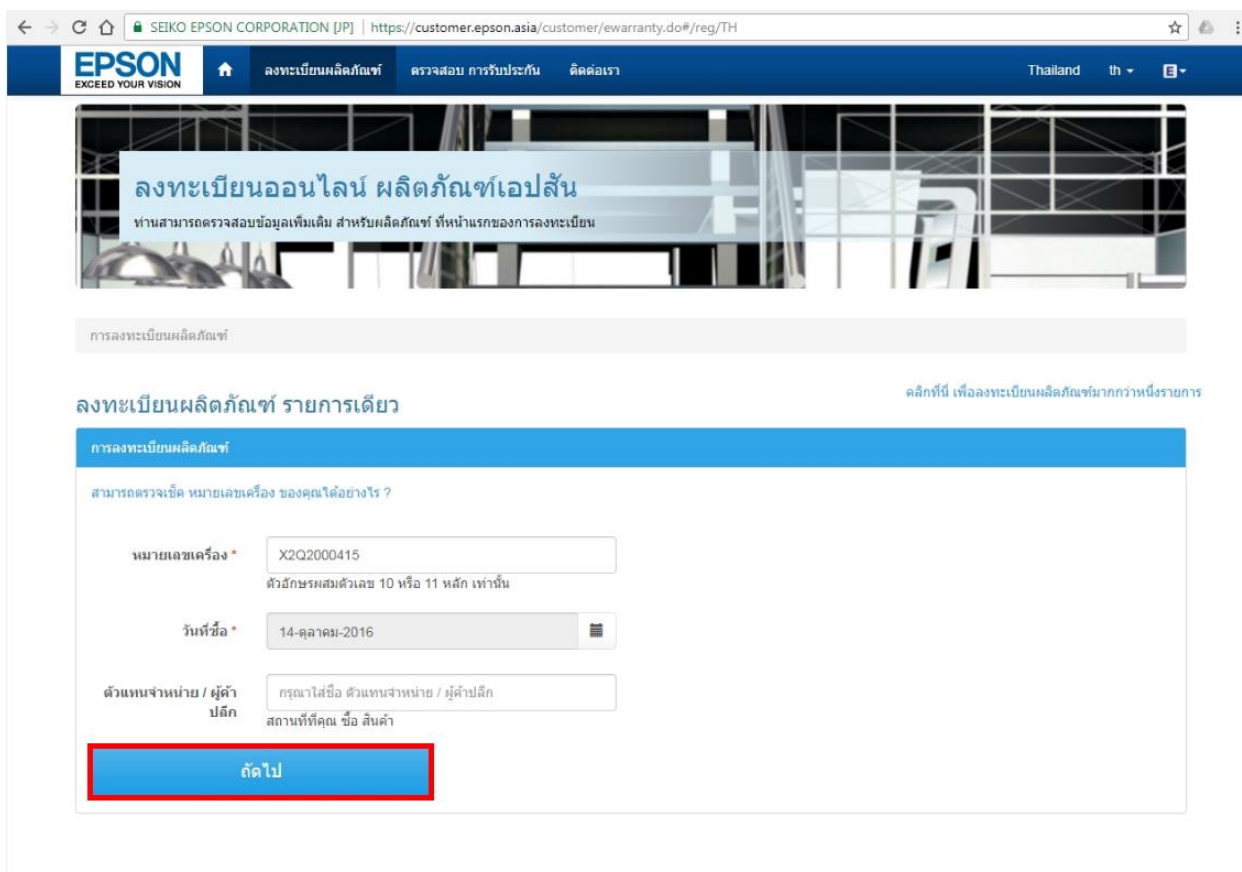 SEIKO EPSON CORPORATION [JP] | https://customer.epson.asia/customer/ewarranty.do#/reg/TH
EPSON
EXCEED YOUR VISION
ลงทะเบียนผลิตภัณฑ์ ตรวจสอบ การรับประกัน ติดต่อเรา Thailand th E
ลงทะเบียนออนไลน์ ผลิตภัณฑ์เอปสัน
ท่านสามารถตรวจสอบข้อมูลเพิ่มเติม สำหรับผลิตภัณฑ์ ที่หน้าแรกของการลงทะเบียน
การลงทะเบียนผลิตภัณฑ์
คลิกที่นี่ เพื่อลงทะเบียนผลิตภัณฑ์มากกว่าหนึ่งรายการ
ลงทะเบียนผลิตภัณฑ์ รายการเดียว
การลงทะเบียนผลิตภัณฑ์
สามารถตรวจเช็ค หมายเลขเครื่อง ของคุณได้อย่างไร ?
หมายเลขเครื่อง * X2Q2000415
ตัวอักษรผสมตัวเลข 10 หรือ 11 หลัก เท่านั้น
วันที่ซื้อ * 14-ตุลาคม-2016
ตัวแทนจำหน่าย / ผู้ค้า กรุณาใส่ชื่อ ตัวแทนจำหน่าย / ผู้ค้าปลีก
ปลีก
สถานที่ที่คุณ ซื้อ สินค้า
ถัดไป